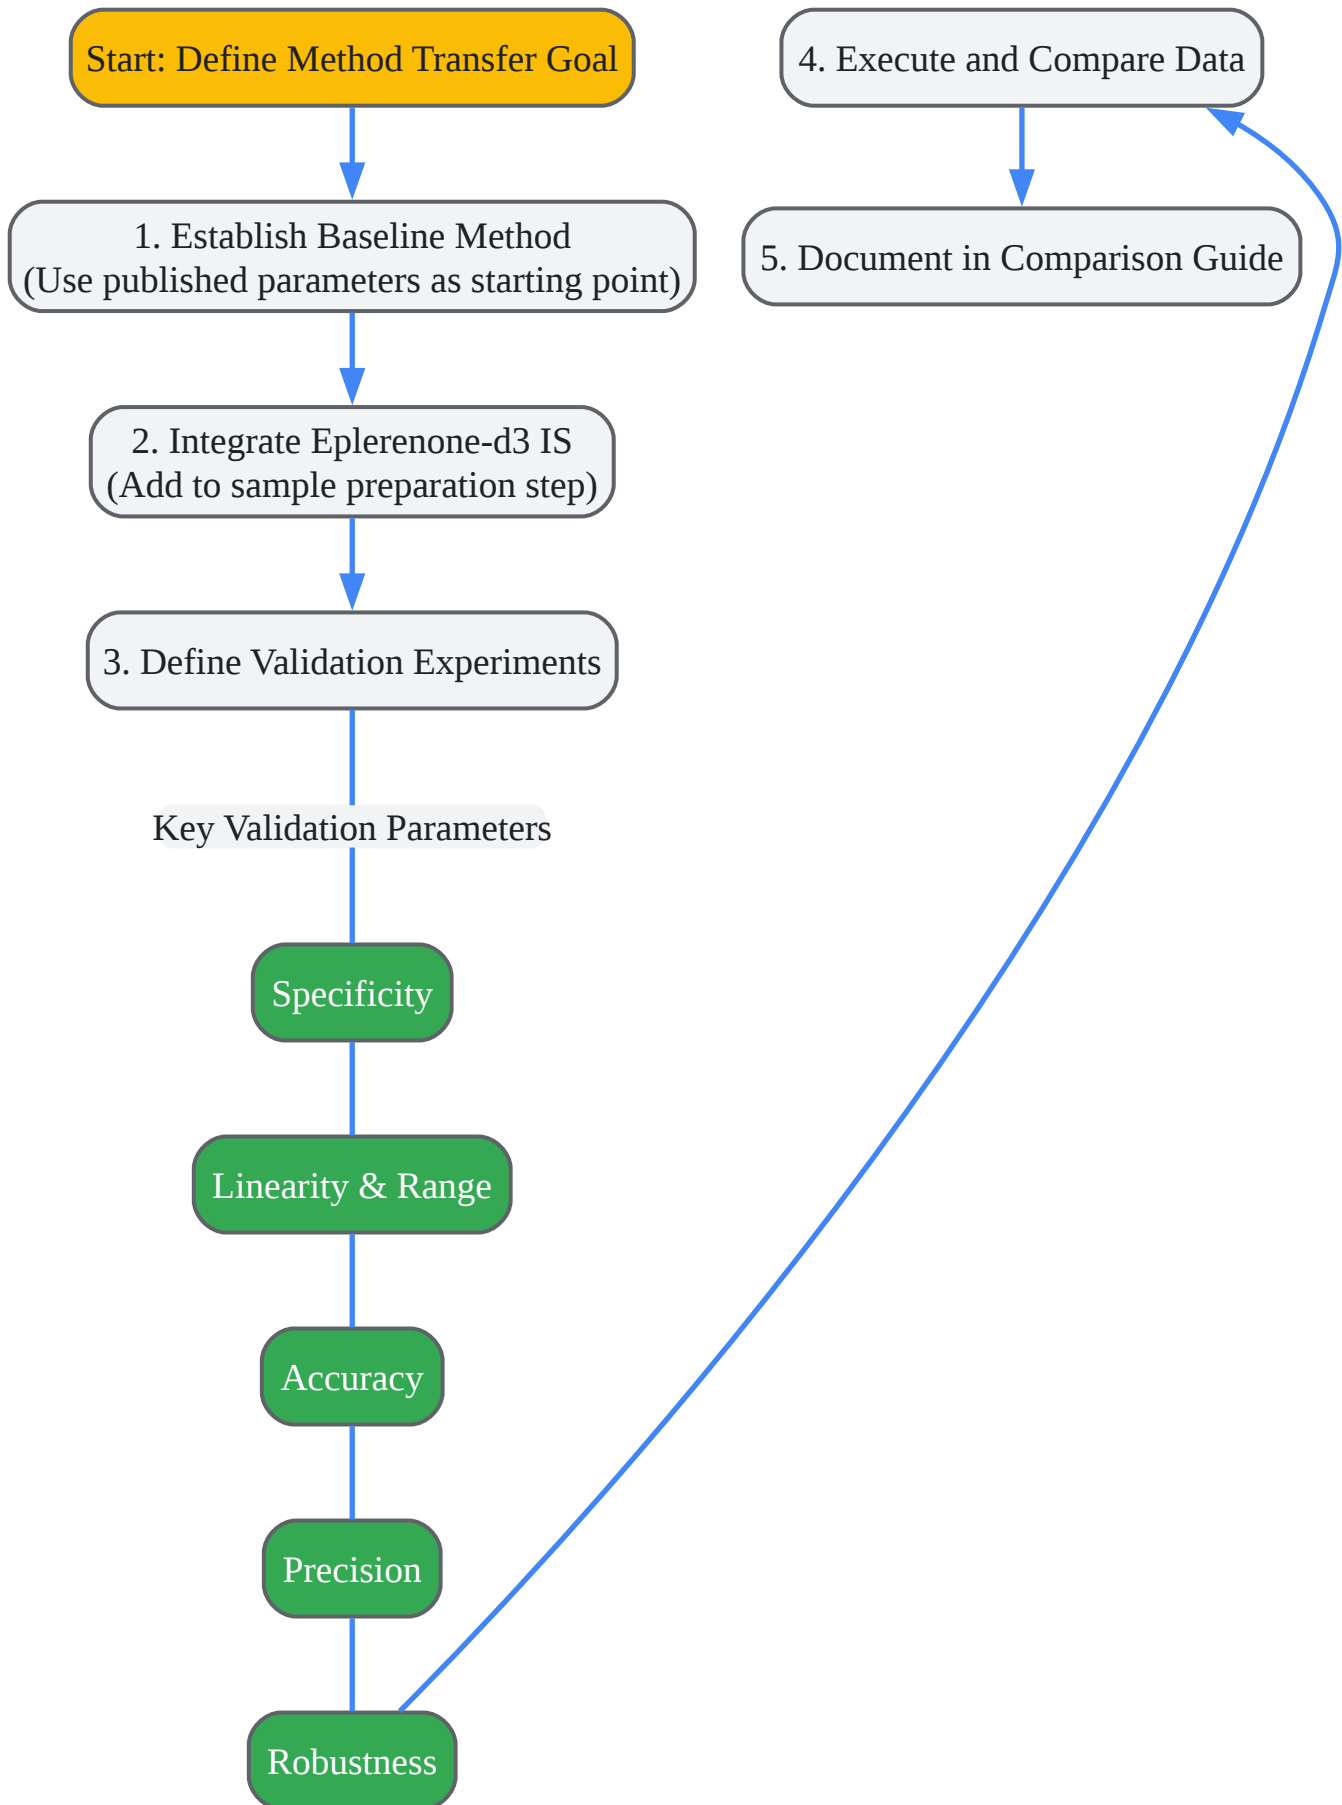 Start: Define Method Transfer Goal
1. Establish Baseline Method
(Use published parameters as starting point)
2. Integrate Eplerenone-d3 IS
(Add to sample preparation step)
3. Define Validation Experiments
Key Validation Parameters
Specificity
Linearity & Range
Accuracy
Precision
Robustness
4. Execute and Compare Data
5. Document in Comparison Guide